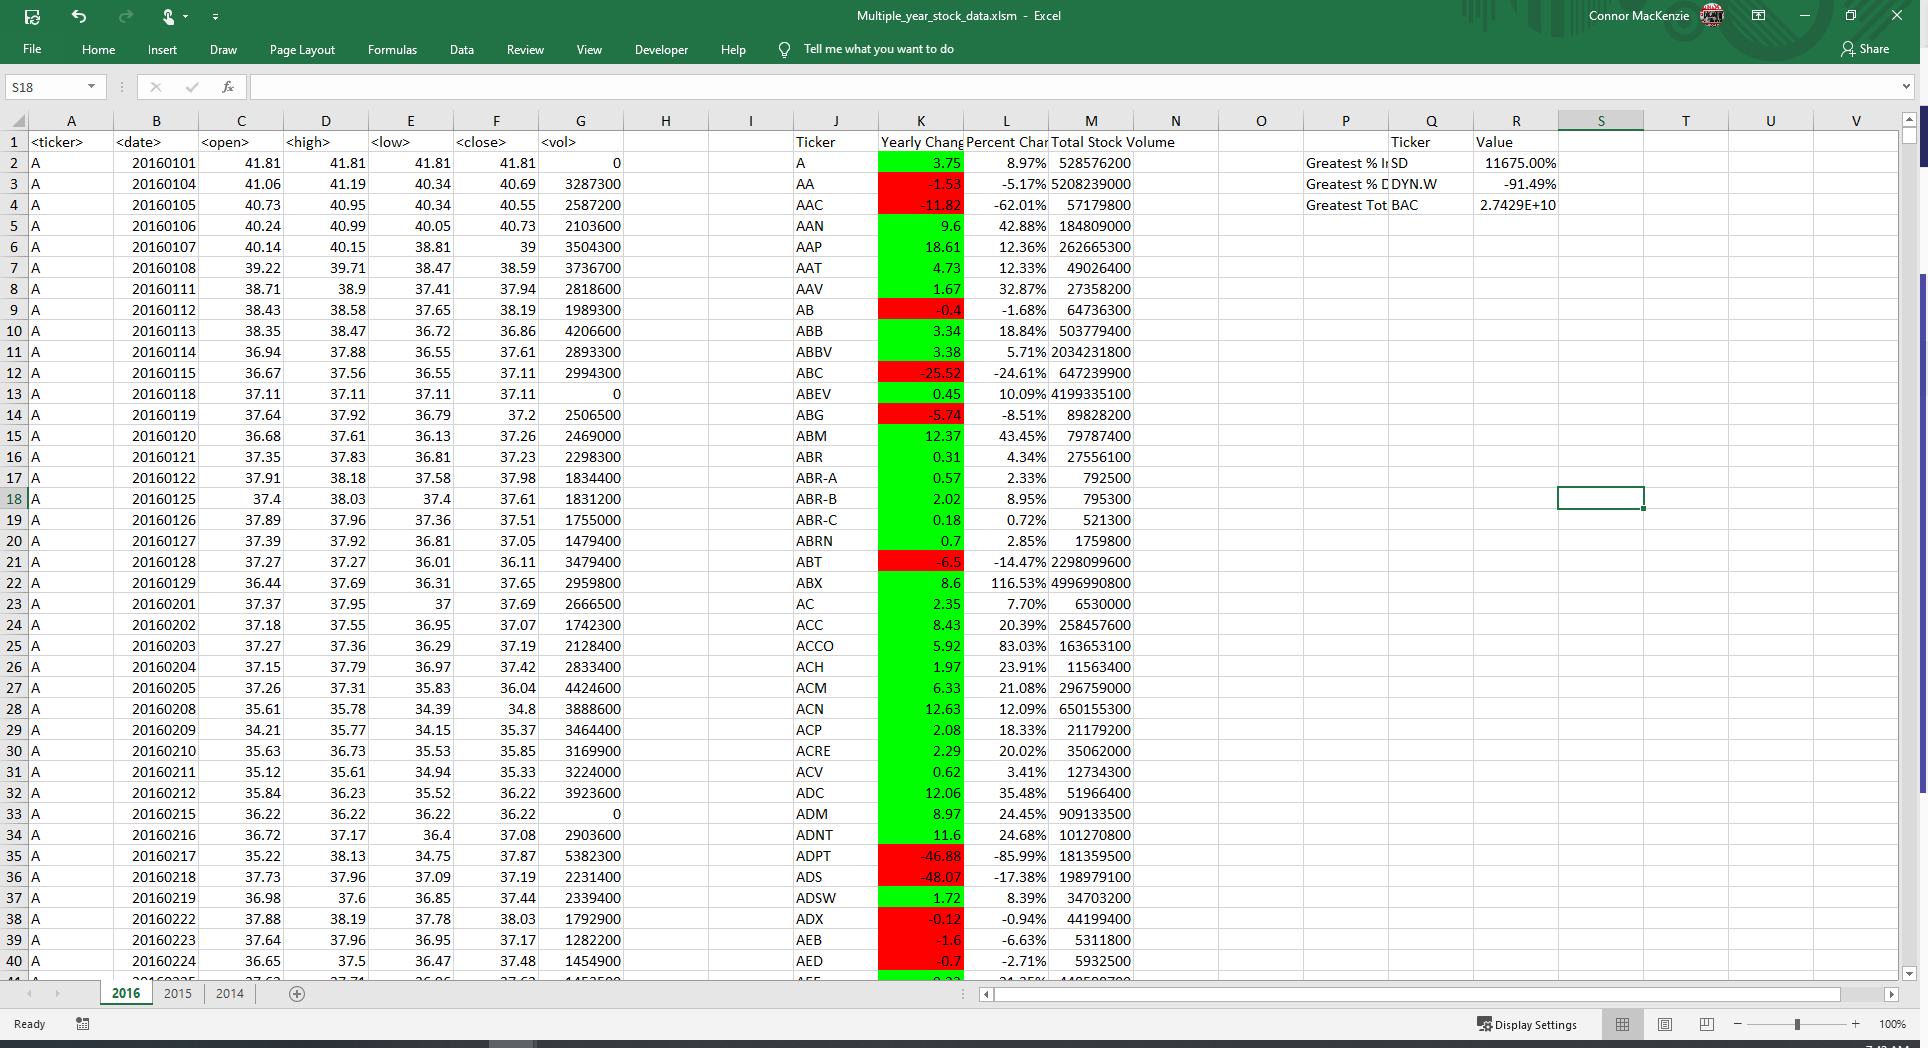 Multiple_year_stock_data.xlsm - Excel
Connor MacKenzie
File Home Insert Draw Page Layout Formulas Data Review View Developer Help Tell me what you want to do Share
S18 fx
A B C D E F G H I J K L M N O P Q R S T U V
1 <ticker> <date> <open> <high> <low> <close> <vol> Ticker Yearly Chang Percent Char Total Stock Volume Ticker Value
2 A 20160101 41.81 41.81 41.81 41.81 0 A 3.75 8.97% 528576200 Greatest % I SD 11675.00%
3 A 20160104 41.06 41.19 40.34 40.69 3287300 AA -1.53 -5.17% 5208239000 Greatest % D DYN.W -91.49%
4 A 20160105 40.73 40.95 40.34 40.55 2587200 AAC -11.82 -62.01% 57179800 Greatest Tot BAC 2.7429E+10
5 A 20160106 40.24 40.99 40.05 40.73 2103600 AAN 9.6 42.88% 184809000
6 A 20160107 40.14 40.15 38.81 39 3504300 AAP 18.61 12.36% 262665300
7 A 20160108 39.22 39.71 38.47 38.59 3736700 AAT 4.73 12.33% 49026400
8 A 20160111 38.71 38.9 37.41 37.94 2818600 AAV 1.67 32.87% 27358200
9 A 20160112 38.43 38.58 37.65 38.19 1989300 AB -0.4 -1.68% 64736300
10 A 20160113 38.35 38.47 36.72 36.86 4206600 ABB 3.34 18.84% 503779400
11 A 20160114 36.94 37.88 36.55 37.61 2893300 ABBV 3.38 5.71% 2034231800
12 A 20160115 36.67 37.56 36.55 37.11 2994300 ABC -25.52 -24.61% 647239900
13 A 20160118 37.11 37.11 37.11 37.11 0 ABEV 0.45 10.09% 4199335100
14 A 20160119 37.64 37.92 36.79 37.2 2506500 ABG -5.74 -8.51% 89828200
15 A 20160120 36.68 37.61 36.13 37.26 2469000 ABM 12.37 43.45% 79787400
16 A 20160121 37.35 37.83 36.81 37.23 2298300 ABR 0.31 4.34% 27556100
17 A 20160122 37.91 38.18 37.58 37.98 1834400 ABR-A 0.57 2.33% 792500
18 A 20160125 37.4 38.03 37.4 37.61 1831200 ABR-B 2.02 8.95% 795300
19 A 20160126 37.89 37.96 37.36 37.51 1755000 ABR-C 0.18 0.72% 521300
20 A 20160127 37.39 37.92 36.81 37.05 1479400 ABRN 0.7 2.85% 1759800
21 A 20160128 37.27 37.27 36.01 36.11 3479400 ABT -6.5 -14.47% 2298099600
22 A 20160129 36.44 37.69 36.31 37.65 2959800 ABX 8.6 116.53% 4996990800
23 A 20160201 37.37 37.95 37 37.69 2666500 AC 2.35 7.70% 6530000
24 A 20160202 37.18 37.55 36.95 37.07 1742300 ACC 8.43 20.39% 258457600
25 A 20160203 37.27 37.36 36.29 37.19 2128400 ACCO 5.92 83.03% 163653100
26 A 20160204 37.15 37.79 36.97 37.42 2833400 ACH 1.97 23.91% 11563400
27 A 20160205 37.26 37.31 35.83 36.04 4424600 ACM 6.33 21.08% 296759000
28 A 20160208 35.61 35.78 34.39 34.8 3888600 ACN 12.63 12.09% 650155300
29 A 20160209 34.21 35.77 34.15 35.37 3464400 ACP 2.08 18.33% 21179200
30 A 20160210 35.63 36.73 35.53 35.85 3169900 ACRE 2.29 20.02% 35062000
31 A 20160211 35.12 35.61 34.94 35.33 3224000 ACV 0.62 3.41% 12734300
32 A 20160212 35.84 36.23 35.52 36.22 3923600 ADC 12.06 35.48% 51966400
33 A 20160215 36.22 36.22 36.22 36.22 0 ADM 8.97 24.45% 909133500
34 A 20160216 36.72 37.17 36.4 37.08 2903600 ADNT 11.6 24.68% 101270800
35 A 20160217 35.22 38.13 34.75 37.87 5382300 ADPT -46.88 -85.99% 181359500
36 A 20160218 37.73 37.96 37.09 37.19 2231400 ADS -48.07 -17.38% 198979100
37 A 20160219 36.98 37.6 36.85 37.44 2339400 ADSW 1.72 8.39% 34703200
38 A 20160222 37.88 38.19 37.78 38.03 1792900 ADX -0.12 -0.94% 44199400
39 A 20160223 37.64 37.96 36.95 37.17 1282200 AEB -1.6 -6.63% 5311800
40 A 20160224 36.65 37.5 36.47 37.48 1454900 AED -0.7 -2.71% 5932500
2016 2015 2014
Ready Display Settings 100%